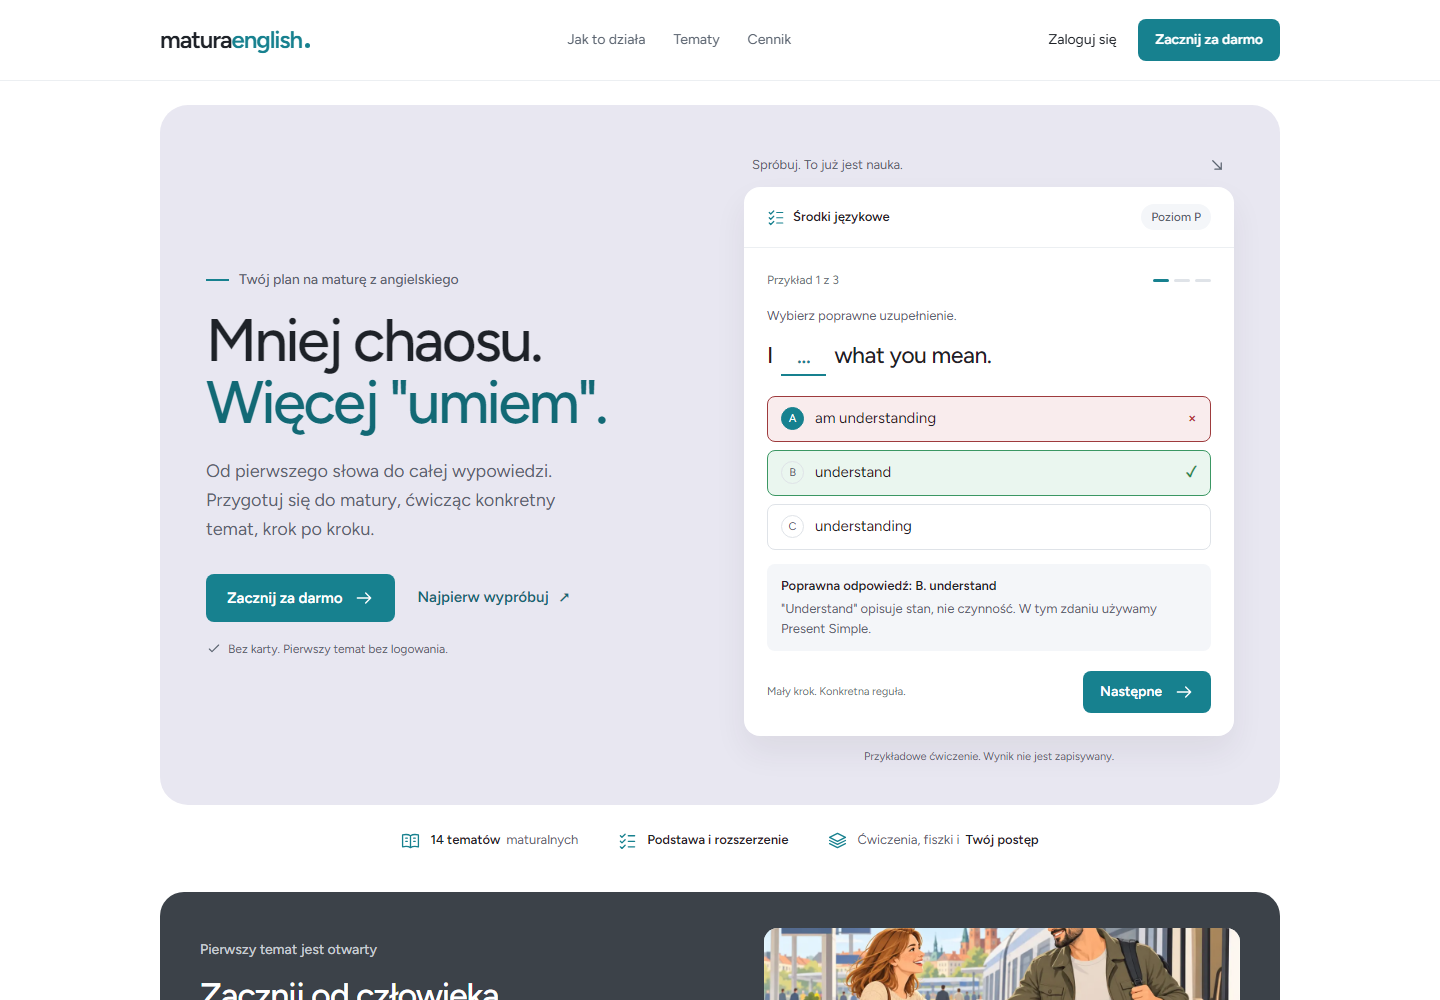 maturaenglish.
Jak to działa
Tematy
Cennik
Zaloguj się
Zacznij za darmo
Twój plan na maturę z angielskiego
Mniej chaosu.
Więcej "umiem".
Od pierwszego słowa do całej wypowiedzi.
Przygotuj się do matury, ćwicząc konkretny
temat, krok po kroku.
Zacznij za darmo →
Najpierw wypróbuj ↗
Bez karty. Pierwszy temat bez logowania.
Spróbuj. To już jest nauka.
Środki językowe
Poziom P
Przykład 1 z 3
Wybierz poprawne uzupełnienie.
I ... what you mean.
A am understanding ×
B understand ✓
C understanding
Poprawna odpowiedź: B. understand
"Understand" opisuje stan, nie czynność. W tym zdaniu używamy
Present Simple.
Mały krok. Konkretna reguła.
Następne →
Przykładowe ćwiczenie. Wynik nie jest zapisywany.
14 tematów maturalnych
Podstawa i rozszerzenie
Ćwiczenia, fiszki i Twój postęp
Pierwszy temat jest otwarty
Zacznij od człowieka